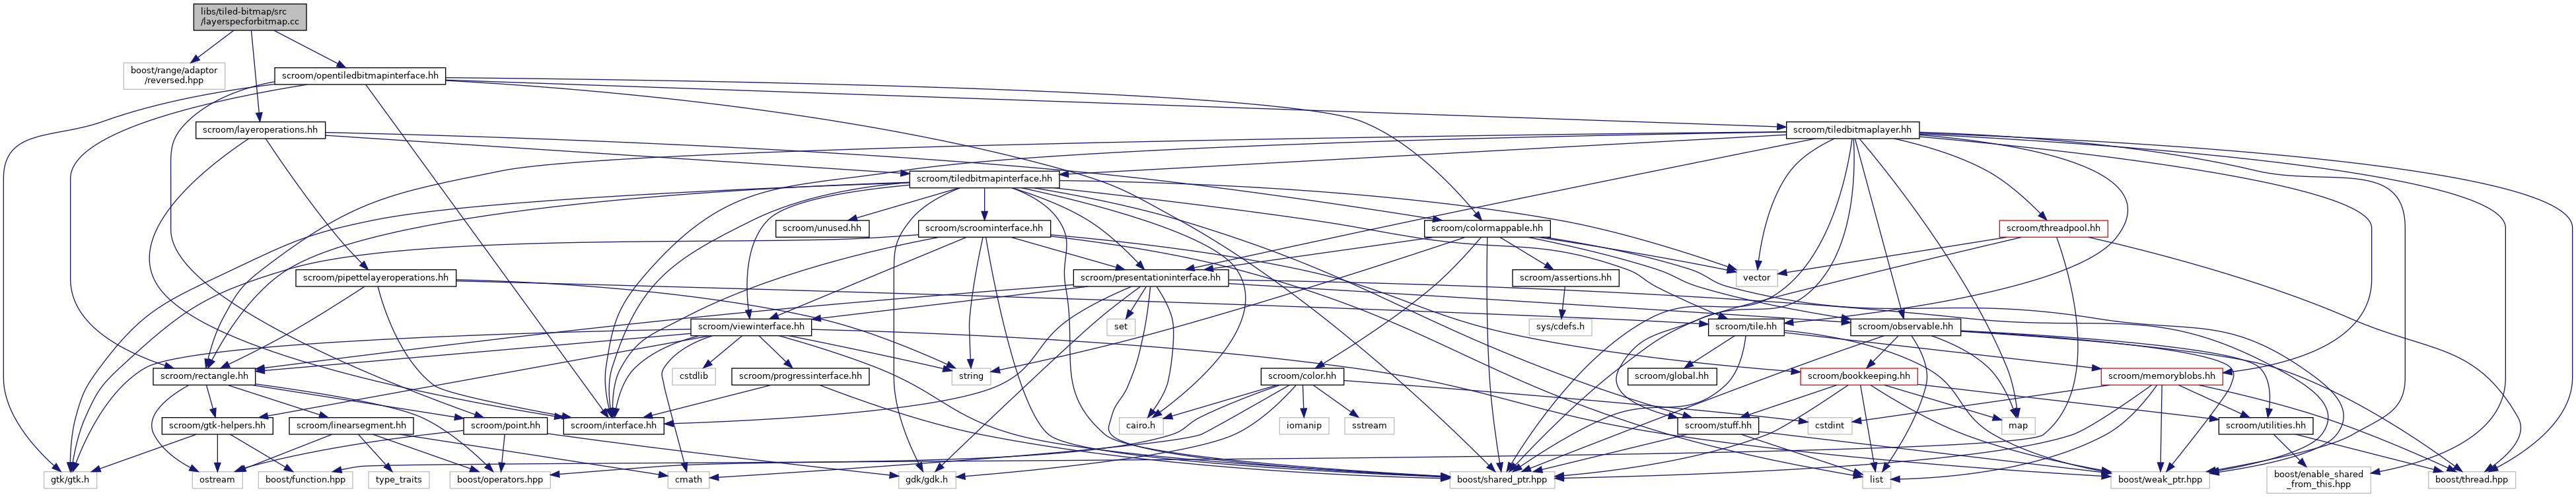 libs/tiled-bitmap/src
/layerspecforbitmap.cc
boost/range/adaptor
/reversed.hpp
scroom/opentiledbitmapinterface.hh
scroom/layeroperations.hh
scroom/tiledbitmaplayer.hh
scroom/tiledbitmapinterface.hh
scroom/unused.hh
scroom/scroominterface.hh
scroom/colormappable.hh
scroom/threadpool.hh
scroom/pipettelayeroperations.hh
scroom/presentationinterface.hh
scroom/assertions.hh
vector
scroom/viewinterface.hh
set
sys/cdefs.h
scroom/tile.hh
scroom/observable.hh
scroom/rectangle.hh
cstdlib
scroom/progressinterface.hh
string
scroom/color.hh
scroom/global.hh
scroom/bookkeeping.hh
scroom/memoryblobs.hh
scroom/gtk-helpers.hh
scroom/linearsegment.hh
scroom/point.hh
scroom/interface.hh
cairo.h
iomanip
sstream
scroom/stuff.hh
cstdint
map
scroom/utilities.hh
gtk/gtk.h
ostream
boost/function.hpp
type_traits
boost/operators.hpp
cmath
gdk/gdk.h
boost/shared_ptr.hpp
list
boost/weak_ptr.hpp
boost/enable_shared
_from_this.hpp
boost/thread.hpp